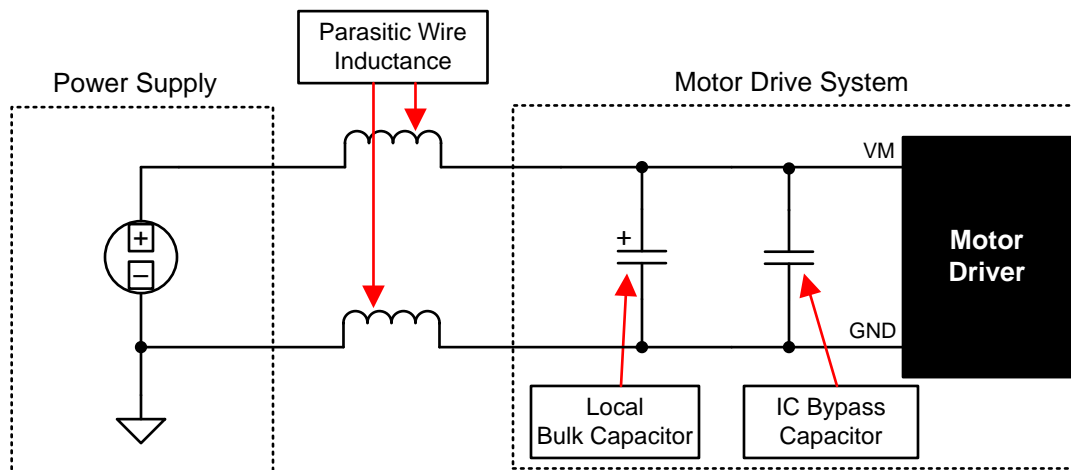 Parasitic Wire
Inductance
Power Supply
Motor Drive System
VM
+
−
+
Motor
Driver
GND
Local
Bulk Capacitor
IC Bypass
Capacitor